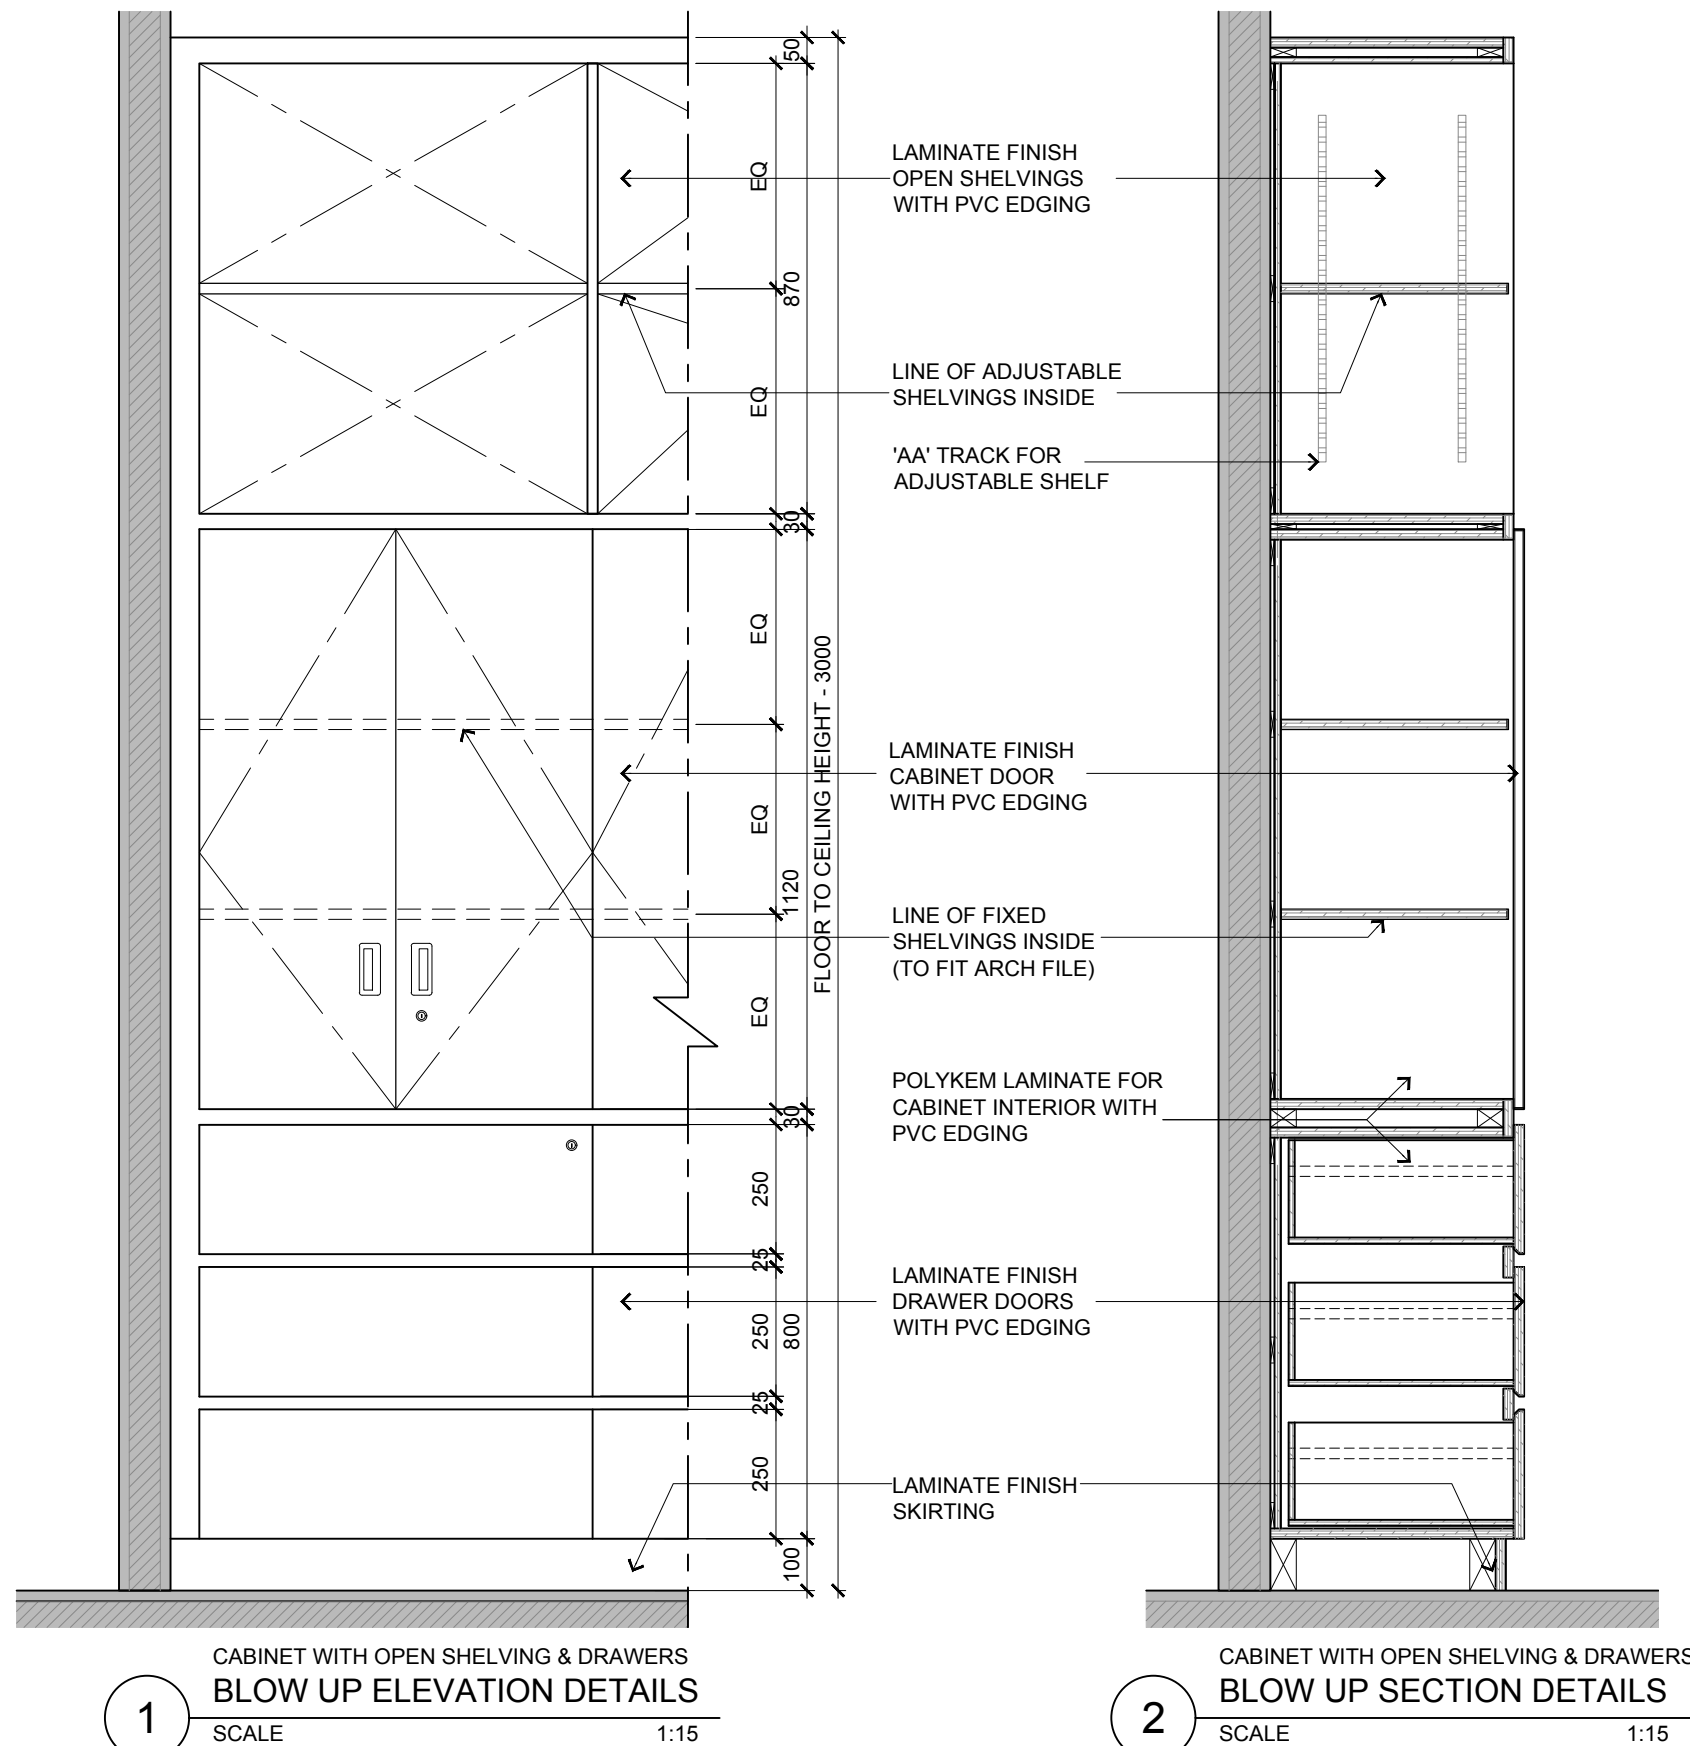 50
LAMINATE FINISH
OPEN SHELVINGS
WITH PVC EDGING
EQ
870
LINE OF ADJUSTABLE
SHELVINGS INSIDE
EQ
'AA' TRACK FOR
ADJUSTABLE SHELF
30
EQ
FLOOR TO CEILING HEIGHT - 3000
LAMINATE FINISH
CABINET DOOR
WITH PVC EDGING
EQ
1120
LINE OF FIXED
SHELVINGS INSIDE
(TO FIT ARCH FILE)
EQ
POLYKEM LAMINATE FOR
CABINET INTERIOR WITH
PVC EDGING
30
250
25
LAMINATE FINISH
DRAWER DOORS
WITH PVC EDGING
250
800
25
250
LAMINATE FINISH
SKIRTING
100
CABINET WITH OPEN SHELVING & DRAWERS
1 BLOW UP ELEVATION DETAILS
SCALE 1:15
CABINET WITH OPEN SHELVING & DRAWERS
2 BLOW UP SECTION DETAILS
SCALE 1:15